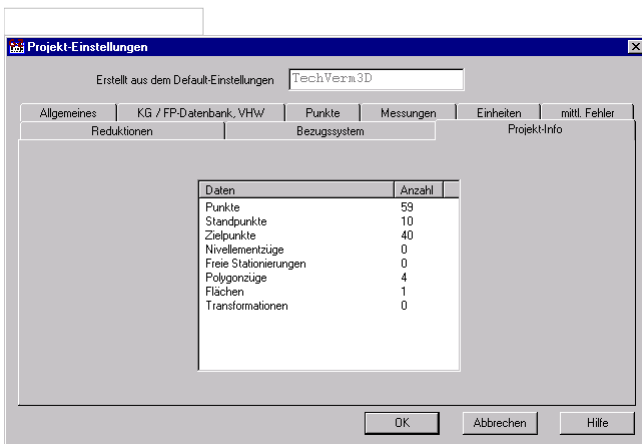 Projekt-Einstellungen
Erstellt aus dem Default-Einstellungen TechVerm3D
Allgemeines KG / FP-Datenbank, VHW Punkte Messungen Einheiten mittl. Fehler
Reduktionen Bezugssystem Projekt-Info
Daten Anzahl
Punkte 59
Standpunkte 10
Zielpunkte 40
Nivellementzüge 0
Freie Stationierungen 0
Polygonzüge 4
Flächen 1
Transformationen 0
OK Abbrechen Hilfe